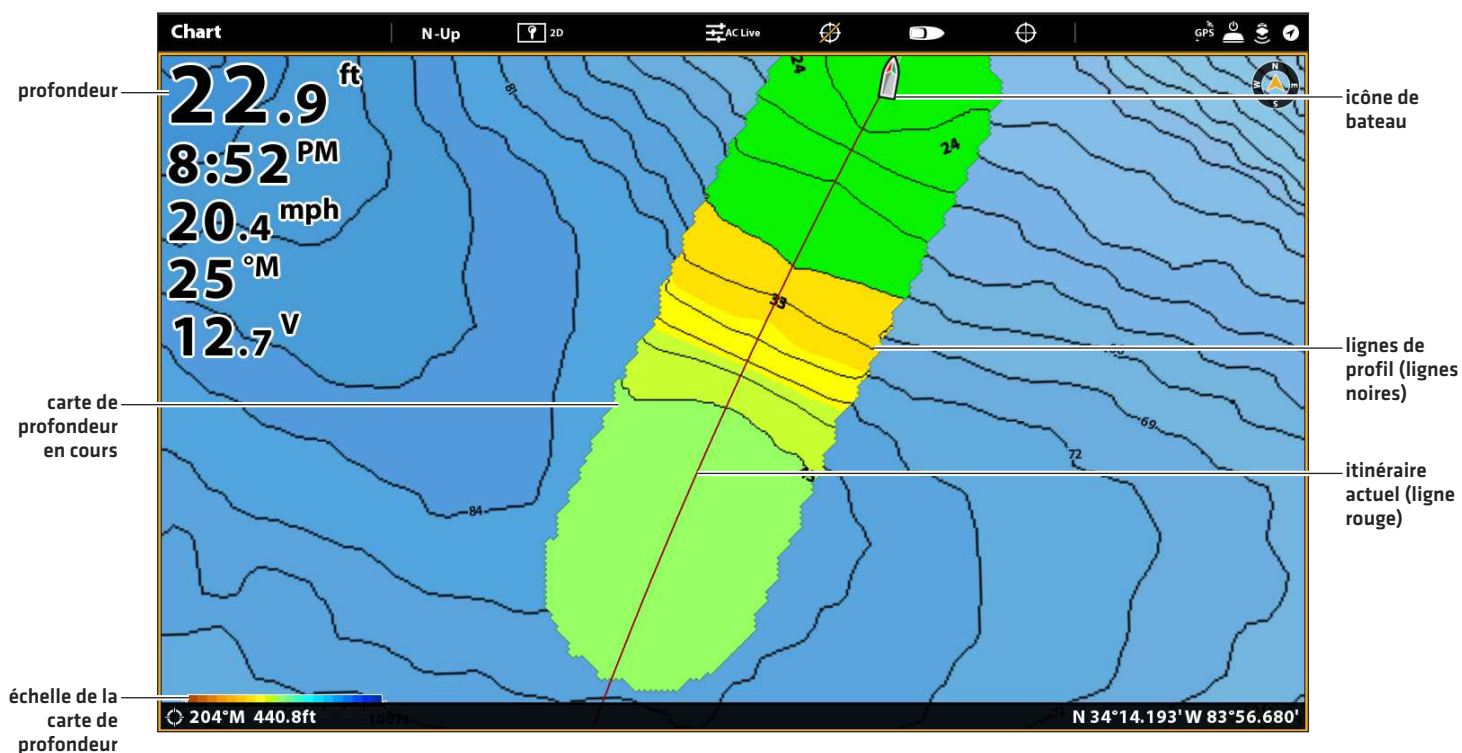 Chart
N-Up
2D
AC Live
GPS
22.9 ft
8:52 PM
20.4 mph
25 °M
12.7 V
profondeur
icône de
bateau
N
E
S
W
81
24
24
33
lignes de
profil (lignes
noires)
carte de
profondeur
en cours
69
72
84
itinéraire
actuel (ligne
rouge)
échelle de la
carte de
profondeur
100ft
204°M 440.8ft
N 34°14.193' W 83°56.680'